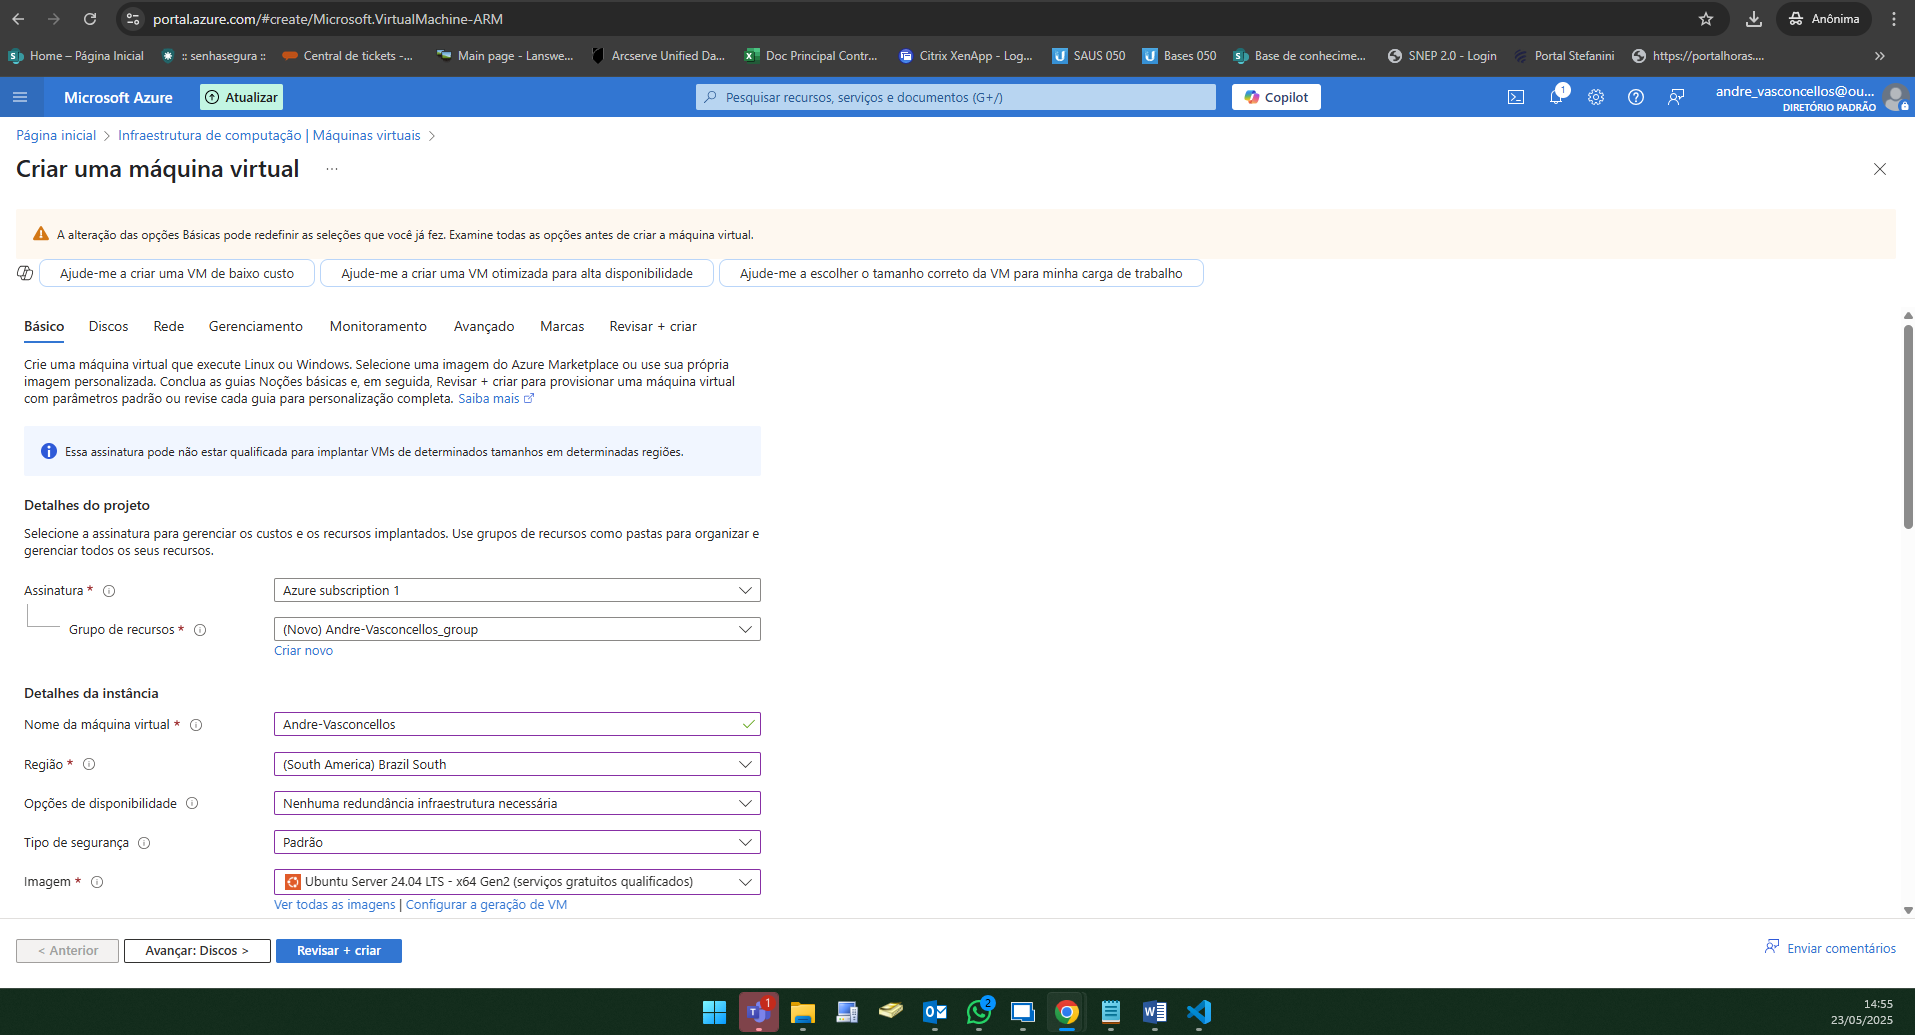 portal.azure.com/#create/Microsoft.VirtualMachine-ARM
Anônima
Home – Página Inicial
:: senhasegura ::
Central de tickets -...
Main page - Lanswe...
Arcserve Unified Da...
Doc Principal Contr...
Citrix XenApp - Log...
SAUS 050
Bases 050
Base de conhecime...
SNEP 2.0 - Login
Portal Stefanini
https://portalhoras....
Microsoft Azure
Atualizar
Pesquisar recursos, serviços e documentos (G+/)
Copilot
1
andre_vasconcellos@ou...
DIRETÓRIO PADRÃO
Página inicial > Infraestrutura de computação | Máquinas virtuais >
Criar uma máquina virtual ...
A alteração das opções Básicas pode redefinir as seleções que você já fez. Examine todas as opções antes de criar a máquina virtual.
Ajude-me a criar uma VM de baixo custo
Ajude-me a criar uma VM otimizada para alta disponibilidade
Ajude-me a escolher o tamanho correto da VM para minha carga de trabalho
Básico Discos Rede Gerenciamento Monitoramento Avançado Marcas Revisar + criar
Crie uma máquina virtual que execute Linux ou Windows. Selecione uma imagem do Azure Marketplace ou use sua própria
imagem personalizada. Conclua as guias Noções básicas e, em seguida, Revisar + criar para provisionar uma máquina virtual
com parâmetros padrão ou revise cada guia para personalização completa. Saiba mais
Essa assinatura pode não estar qualificada para implantar VMs de determinados tamanhos em determinadas regiões.
Detalhes do projeto
Selecione a assinatura para gerenciar os custos e os recursos implantados. Use grupos de recursos como pastas para organizar e
gerenciar todos os seus recursos.
Assinatura *
Azure subscription 1
Grupo de recursos *
(Novo) Andre-Vasconcellos_group
Criar novo
Detalhes da instância
Nome da máquina virtual *
Andre-Vasconcellos
Região *
(South America) Brazil South
Opções de disponibilidade
Nenhuma redundância infraestrutura necessária
Tipo de segurança
Padrão
Imagem *
Ubuntu Server 24.04 LTS - x64 Gen2 (serviços gratuitos qualificados)
Ver todas as imagens | Configurar a geração de VM
< Anterior
Avançar: Discos >
Revisar + criar
Enviar comentários
1
2
14:55
23/05/2025